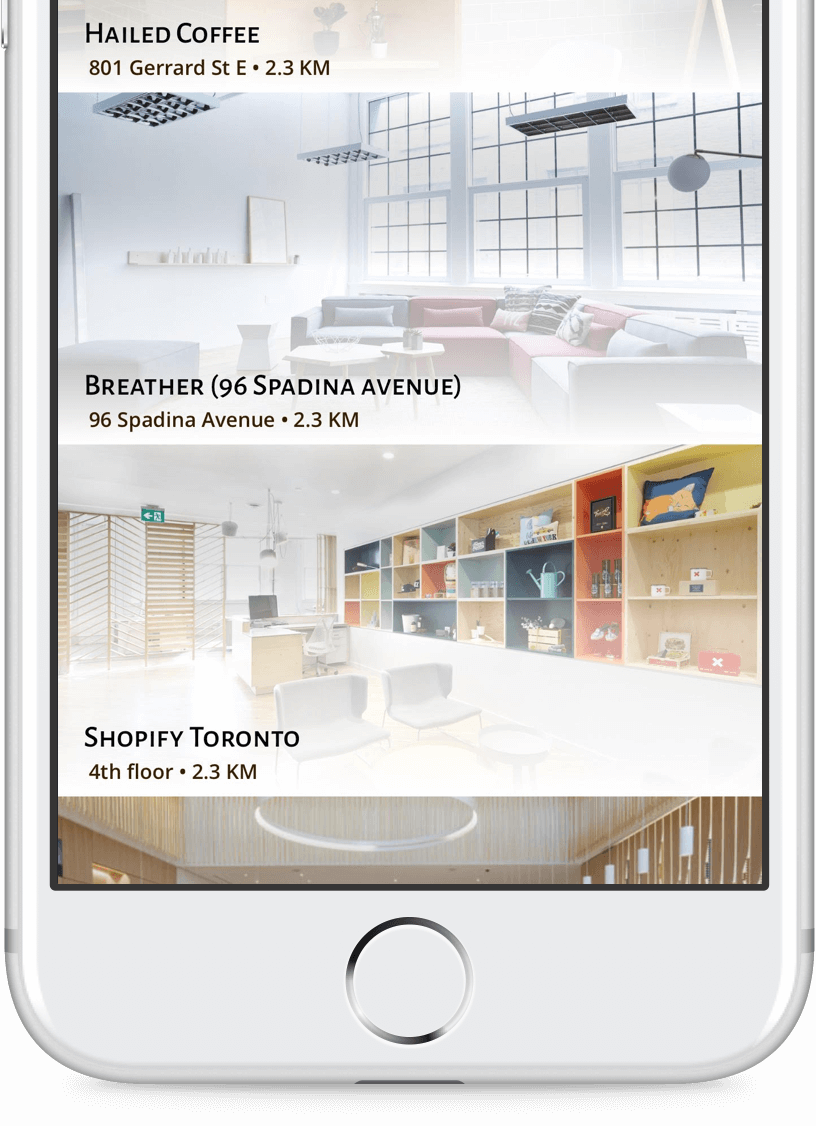 Hailed Coffee
801 Gerrard St E • 2.3 KM
Breather (96 Spadina avenue)
96 Spadina Avenue • 2.3 KM
Shopify Toronto
4th floor • 2.3 KM